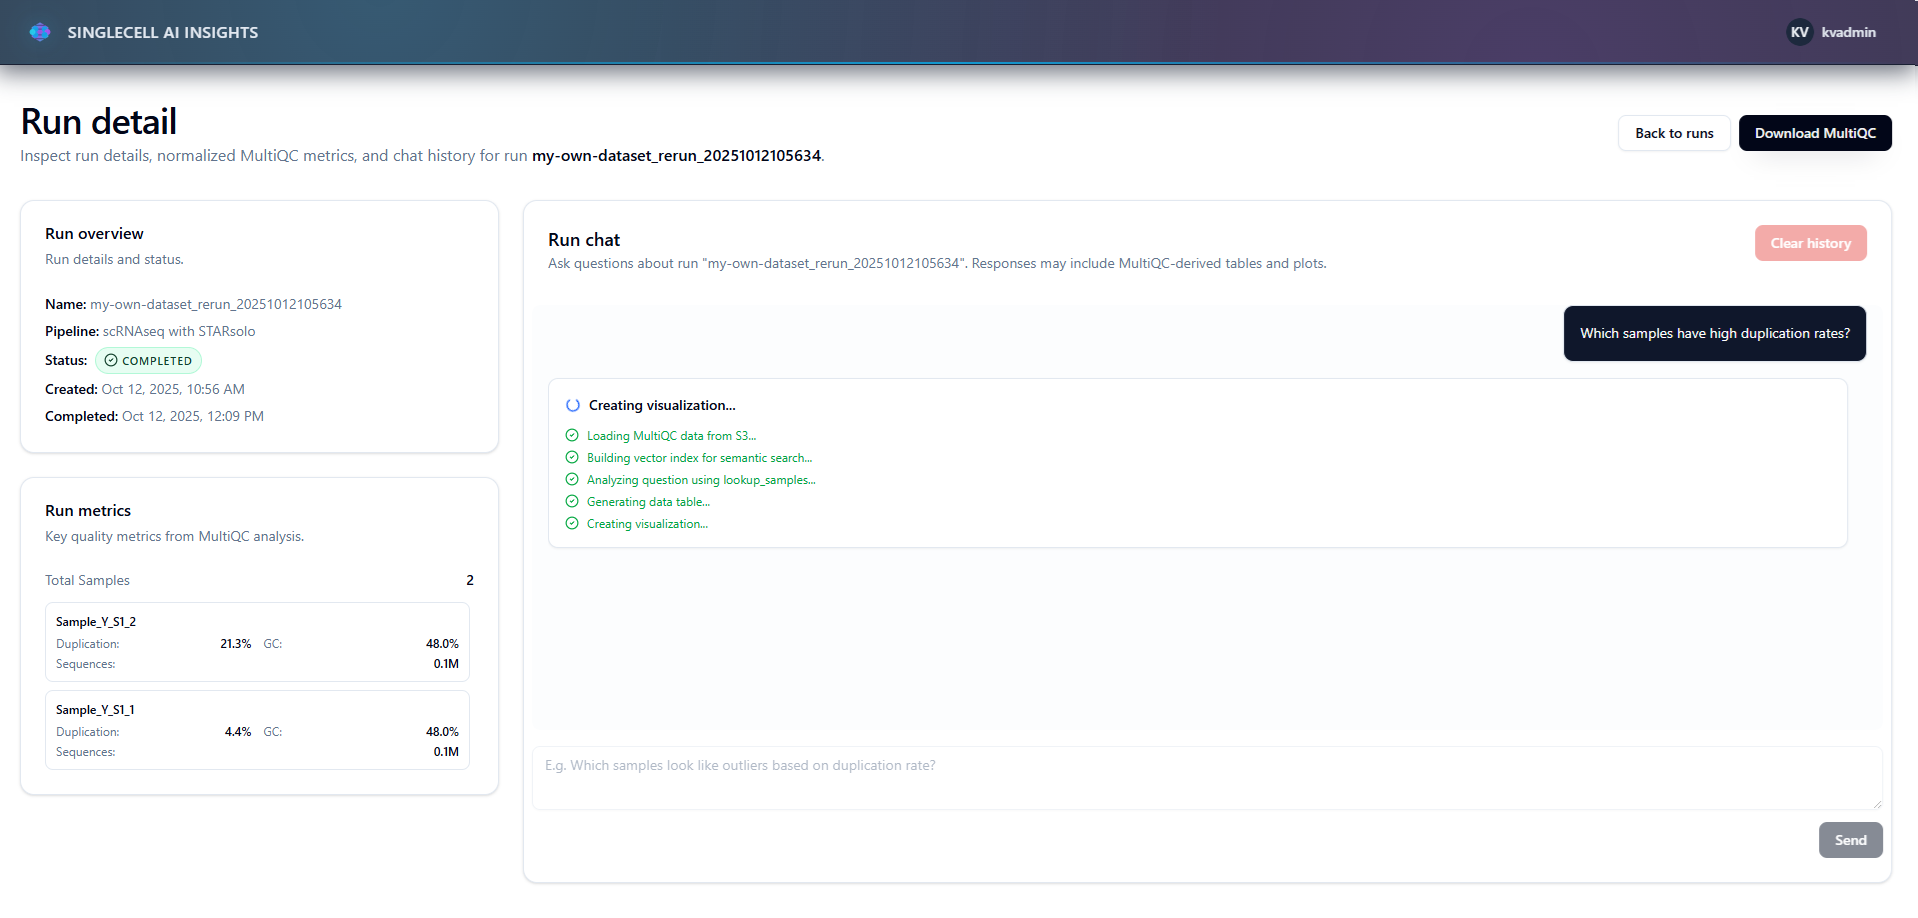 SINGLECELL AI INSIGHTS
KV kvadmin
Run detail
Inspect run details, normalized MultiQC metrics, and chat history for run my-own-dataset_rerun_20251012105634.
Back to runs
Download MultiQC
Run overview
Run details and status.
Name: my-own-dataset_rerun_20251012105634
Pipeline: scRNAseq with STARsolo
Status: COMPLETED
Created: Oct 12, 2025, 10:56 AM
Completed: Oct 12, 2025, 12:09 PM
Run metrics
Key quality metrics from MultiQC analysis.
Total Samples 2
Sample_Y_S1_2
Duplication: 21.3% GC: 48.0%
Sequences: 0.1M
Sample_Y_S1_1
Duplication: 4.4% GC: 48.0%
Sequences: 0.1M
Run chat
Clear history
Ask questions about run "my-own-dataset_rerun_20251012105634". Responses may include MultiQC-derived tables and plots.
Which samples have high duplication rates?
Creating visualization...
Loading MultiQC data from S3...
Building vector index for semantic search...
Analyzing question using lookup_samples...
Generating data table...
Creating visualization...
E.g. Which samples look like outliers based on duplication rate?
Send